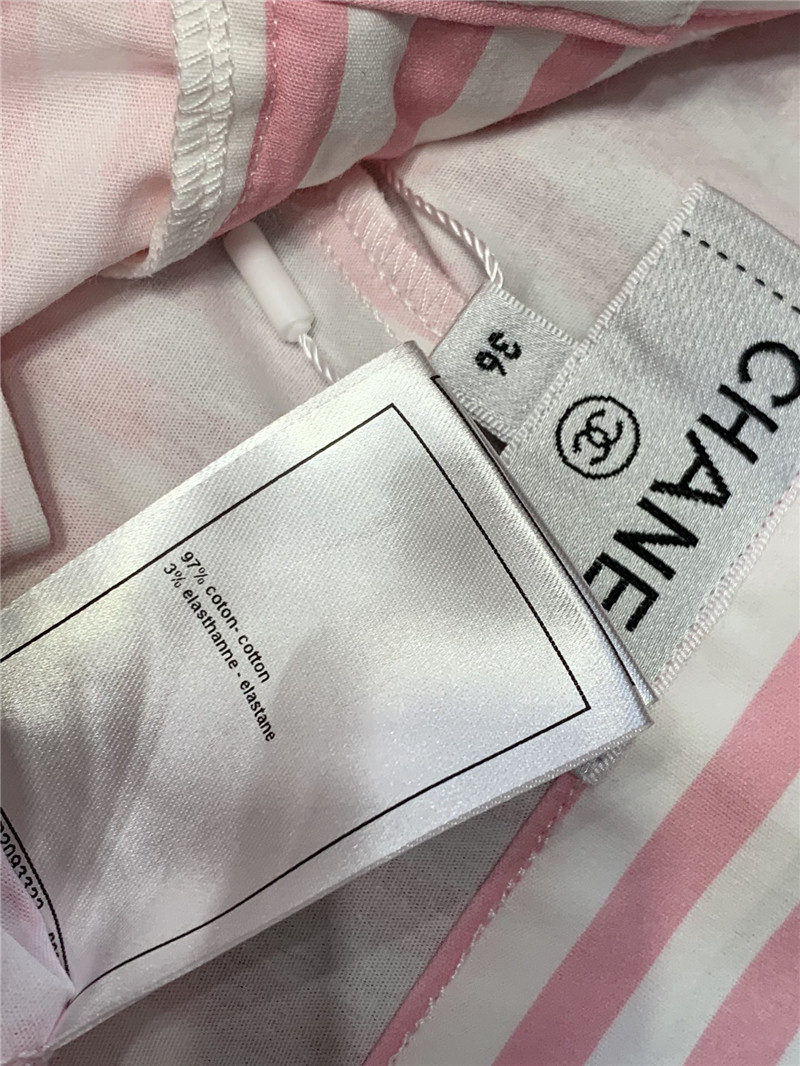 36
CHANE
97% coton- cotton
3% elasthanne - elastane